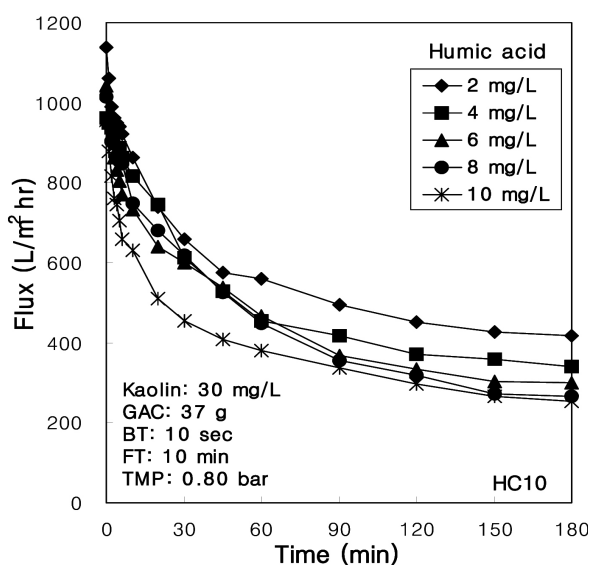 1200
1000
800
600
400
200
0
Flux (L/m² hr)
Humic acid
2 mg/L
4 mg/L
6 mg/L
8 mg/L
10 mg/L
Kaolin: 30 mg/L
GAC: 37 g
BT: 10 sec
FT: 10 min
TMP: 0.80 bar
HC10
0 30 60 90 120 150 180
Time (min)